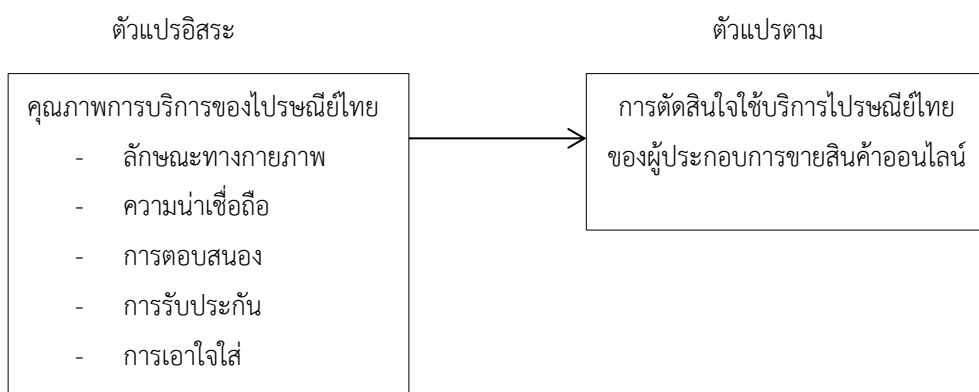 ตัวแปรอิสระ
ตัวแปรตาม
คุณภาพการบริการของไปรษณีย์ไทย
- ลักษณะทางกายภาพ
- ความน่าเชื่อถือ
- การตอบสนอง
- การรับประกัน
- การเอาใจใส่
การตัดสินใจใช้บริการไปรษณีย์ไทย
ของผู้ประกอบการขายสินค้าออนไลน์